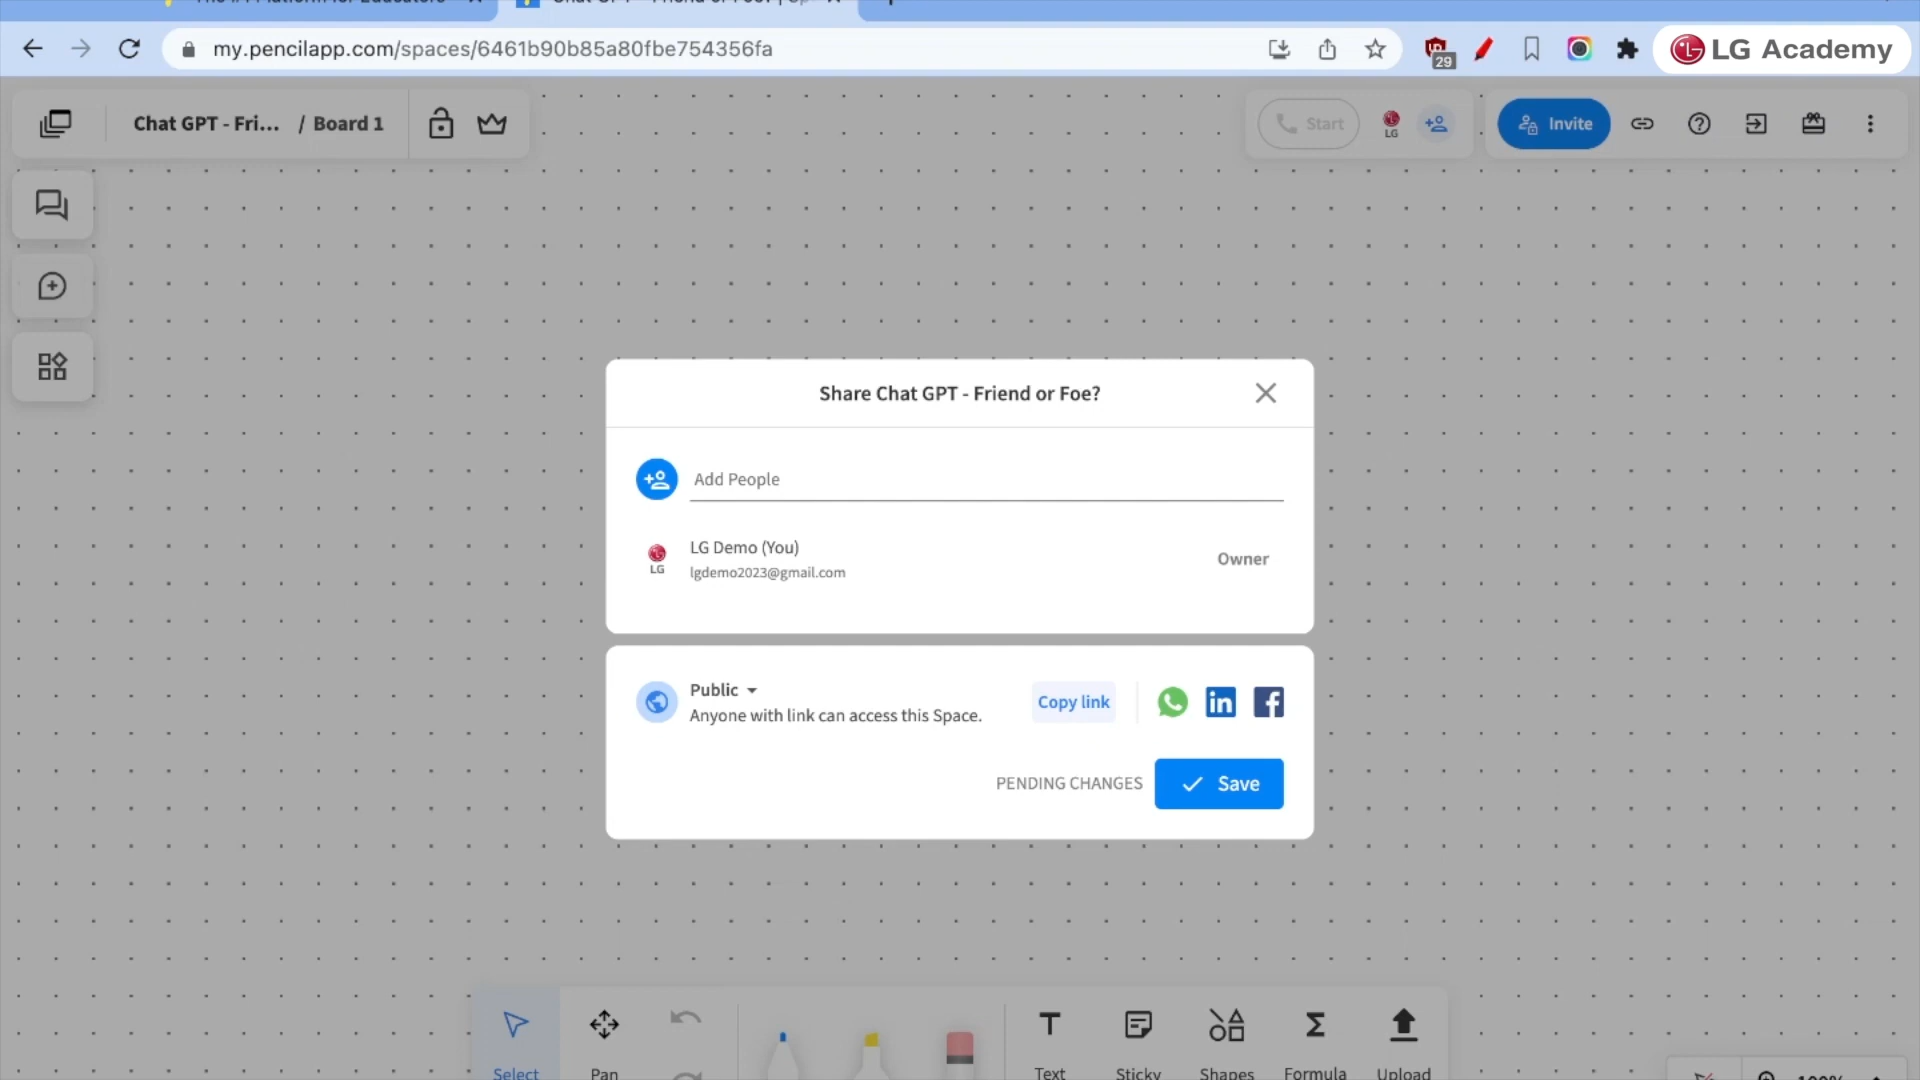 my.pencilapp.com/spaces/6461b90b85a80fbe754356fa
29
LG Academy
Chat GPT - Fri... / Board 1
Start
LG
Invite
Share Chat GPT - Friend or Foe?
Add People
LG Demo (You)
LG
lgdemo2023@gmail.com
Owner
Public
Anyone with link can access this Space.
Copy link
PENDING CHANGES
Save
Select
Pan
Text
Sticky
Shapes
Formula
Upload